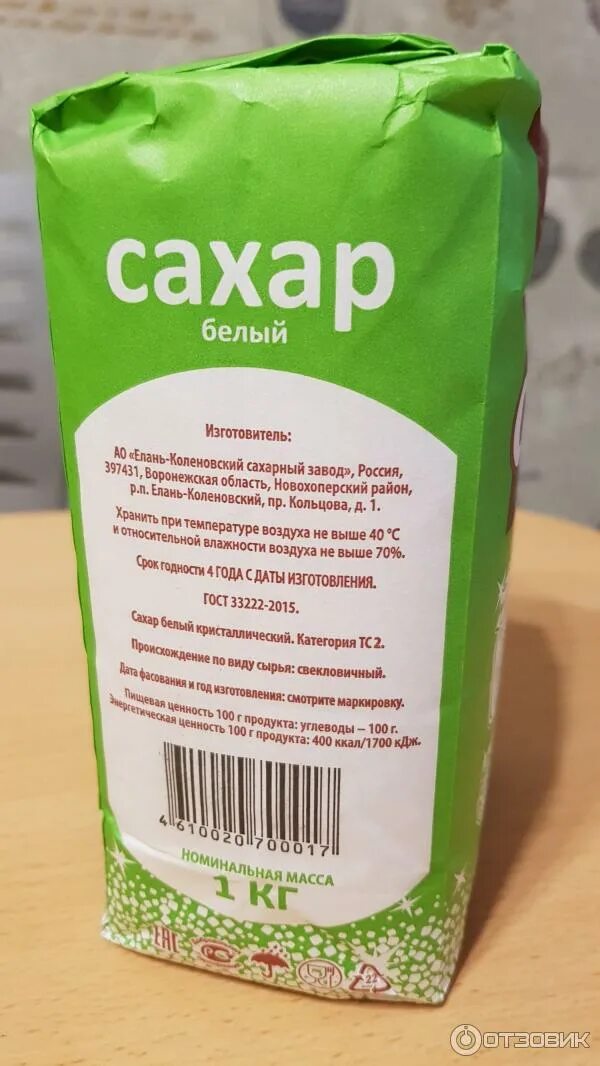 сахар
белый
Изготовитель:
АО «Елань-Коленовский сахарный завод», Россия,
397431, Воронежская область, Новохоперский район,
р.п. Елань-Коленовский, пр. Кольцова, д. 1.
Хранить при температуре воздуха не выше 40 °С
и относительной влажности воздуха не выше 70%.
Срок годности 4 ГОДА С ДАТЫ ИЗГОТОВЛЕНИЯ.
ГОСТ 33222-2015.
Сахар белый кристаллический. Категория ТС 2.
Происхождение по виду сырья: свекловичный.
Дата фасования и год изготовления: смотрите маркировку.
Пищевая ценность 100 г продукта: углеводы – 100 г.
Энергетическая ценность 100 г продукта: 400 ккал/1700 кДж.
4 610020 700017
НОМИНАЛЬНАЯ МАССА
1 КГ
ЕАС
22
ОТЗОВИК